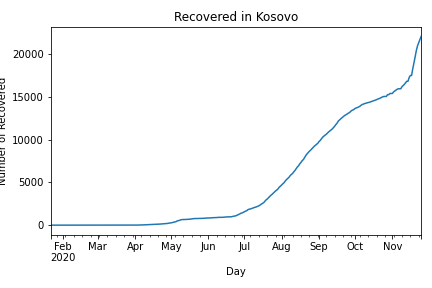 Recovered in Kosovo
Number of Recovered
20000
15000
10000
5000
0
Feb Mar Apr May Jun Jul Aug Sep Oct Nov
2020
Day